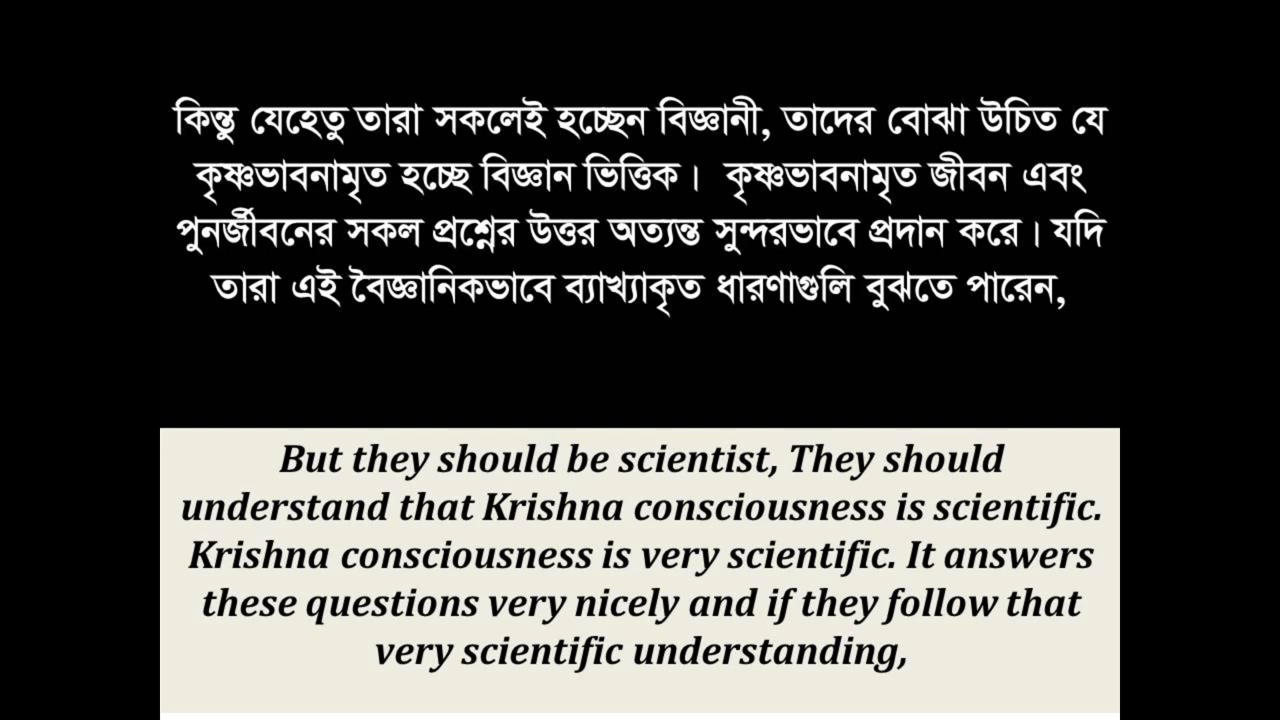 কিন্তু যেহেতু তারা সকলেই হচ্ছেন বিজ্ঞানী, তাদের বোঝা উচিত যে
কৃষ্ণভাবনামৃত হচ্ছে বিজ্ঞান ভিত্তিক। কৃষ্ণভাবনামৃত জীবন এবং
পুনর্জীবনের সকল প্রশ্নের উত্তর অত্যন্ত সুন্দরভাবে প্রদান করে। যদি
তারা এই বৈজ্ঞানিকভাবে ব্যাখ্যাকৃত ধারণাগুলি বুঝতে পারেন,
But they should be scientist, They should
understand that Krishna consciousness is scientific.
Krishna consciousness is very scientific. It answers
these questions very nicely and if they follow that
very scientific understanding,